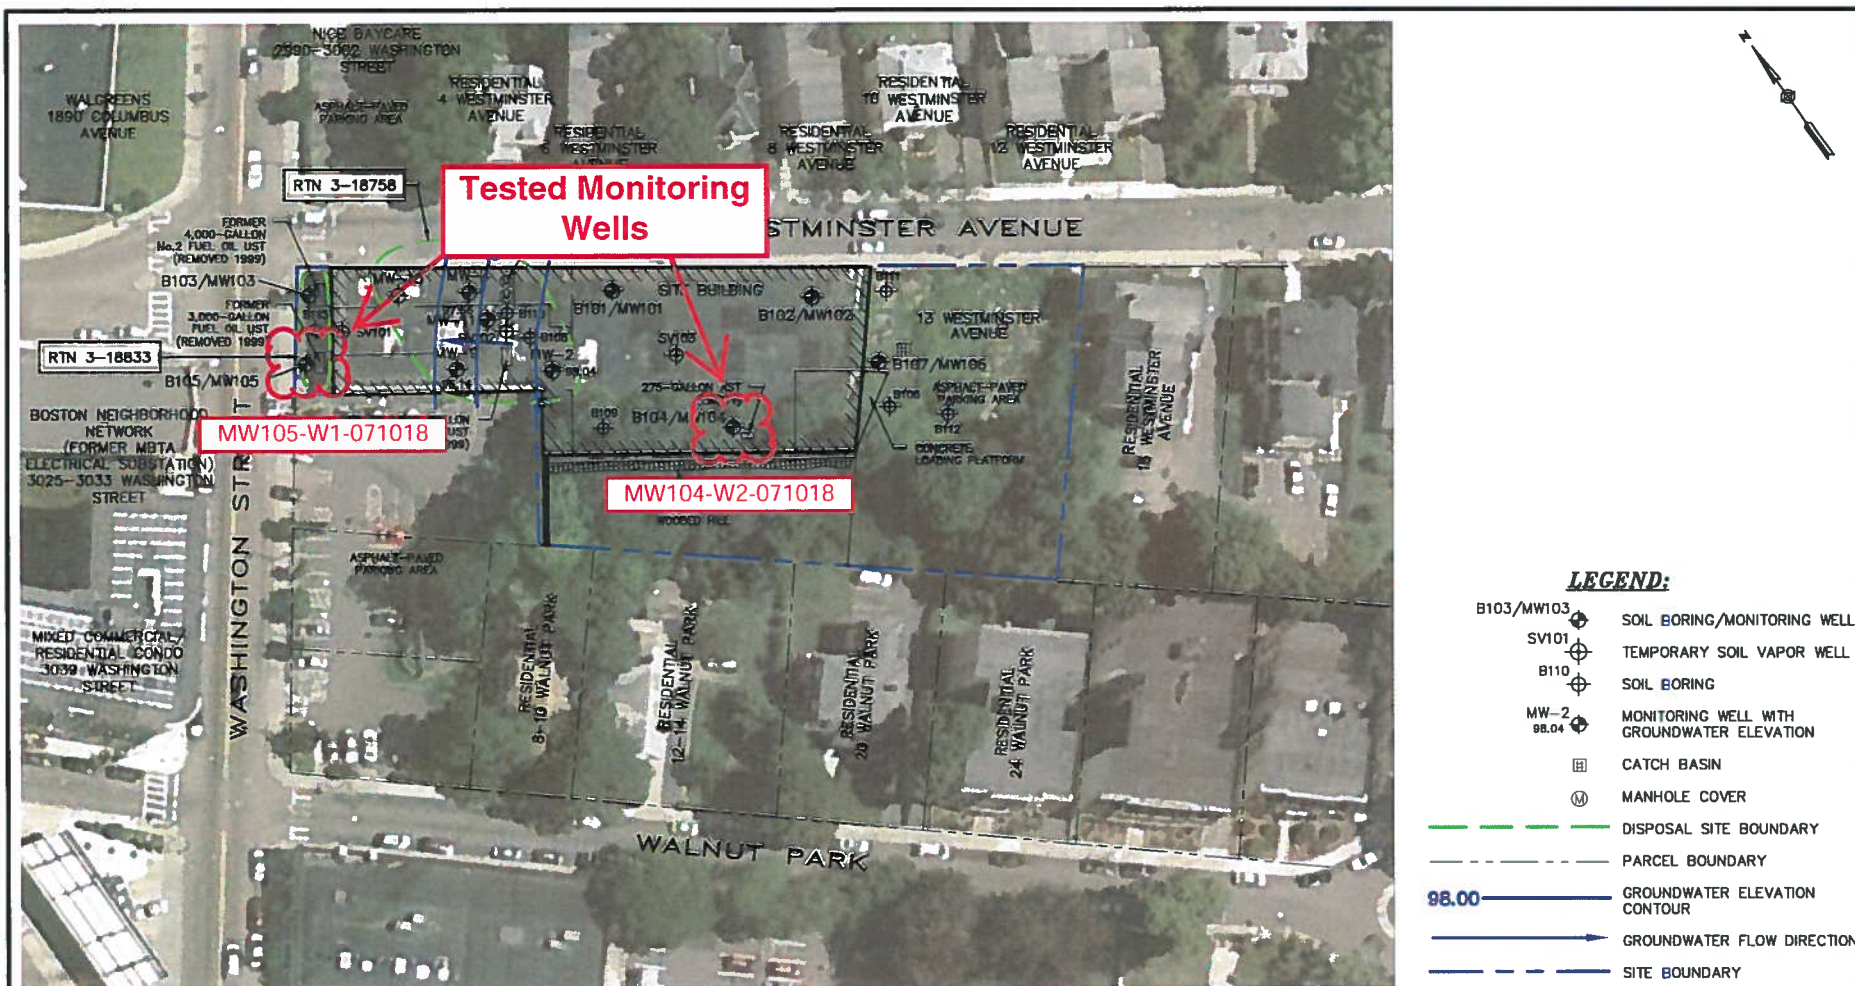 NICE DAYCARE
2990-3002 WASHINGTON
STREET
WALGREENS
1890 COLUMBUS
AVENUE
ASPHALT-PAVED
PARKING AREA
RESIDENTIAL
4 WESTMINSTER
AVENUE
RESIDENTIAL
6 WESTMINSTER
AVENUE
RESIDENTIAL
8 WESTMINSTER
AVENUE
RESIDENTIAL
10 WESTMINSTER
AVENUE
RESIDENTIAL
12 WESTMINSTER
AVENUE
N
RTN 3-18758
Tested Monitoring
Wells
STMINSTER AVENUE
FORMER
4,000-GALLON
No.2 FUEL OIL UST
(REMOVED 1999)
B103/MW103
FORMER
3,000-GALLON
FUEL OIL UST
(REMOVED 1999
RTN 3-18833
B105/MW105
SV101
B110
B108
MW-2
98.04
B101/MW101
SITE BUILDING
B102/MW102
SV103
275-GALLON AST
B104/MW104
B109
B111
13 WESTMINSTER
AVENUE
B107/MW106
B106
ASPHALT-PAVED
PARKING AREA
B112
CONCRETE
LOADING PLATFORM
RESIDENTIAL
15 WESTMINSTER
AVENUE
MW105-W1-071018
MW104-W2-071018
WOODED HILL
BOSTON NEIGHBORHOOD
NETWORK
(FORMER MBTA
ELECTRICAL SUBSTATION)
3025-3033 WASHINGTON
STREET
WASHINGTON STR T
ASPHALT-PAVED
PARKING AREA
MIXED COMMERCIAL/
RESIDENTIAL CONDO
3039 WASHINGTON
STREET
RESIDENTIAL
8-10 WALNUT PARK
RESIDENTIAL
12-14 WALNUT PARK
RESIDENTIAL
20 WALNUT PARK
RESIDENTIAL
24 WALNUT PARK
WALNUT PARK
LEGEND:
B103/MW103 SOIL BORING/MONITORING WELL
SV101 TEMPORARY SOIL VAPOR WELL
B110 SOIL BORING
MW-2 MONITORING WELL WITH
98.04 GROUNDWATER ELEVATION
CATCH BASIN
M MANHOLE COVER
DISPOSAL SITE BOUNDARY
PARCEL BOUNDARY
98.00 GROUNDWATER ELEVATION
CONTOUR
GROUNDWATER FLOW DIRECTION
SITE BOUNDARY